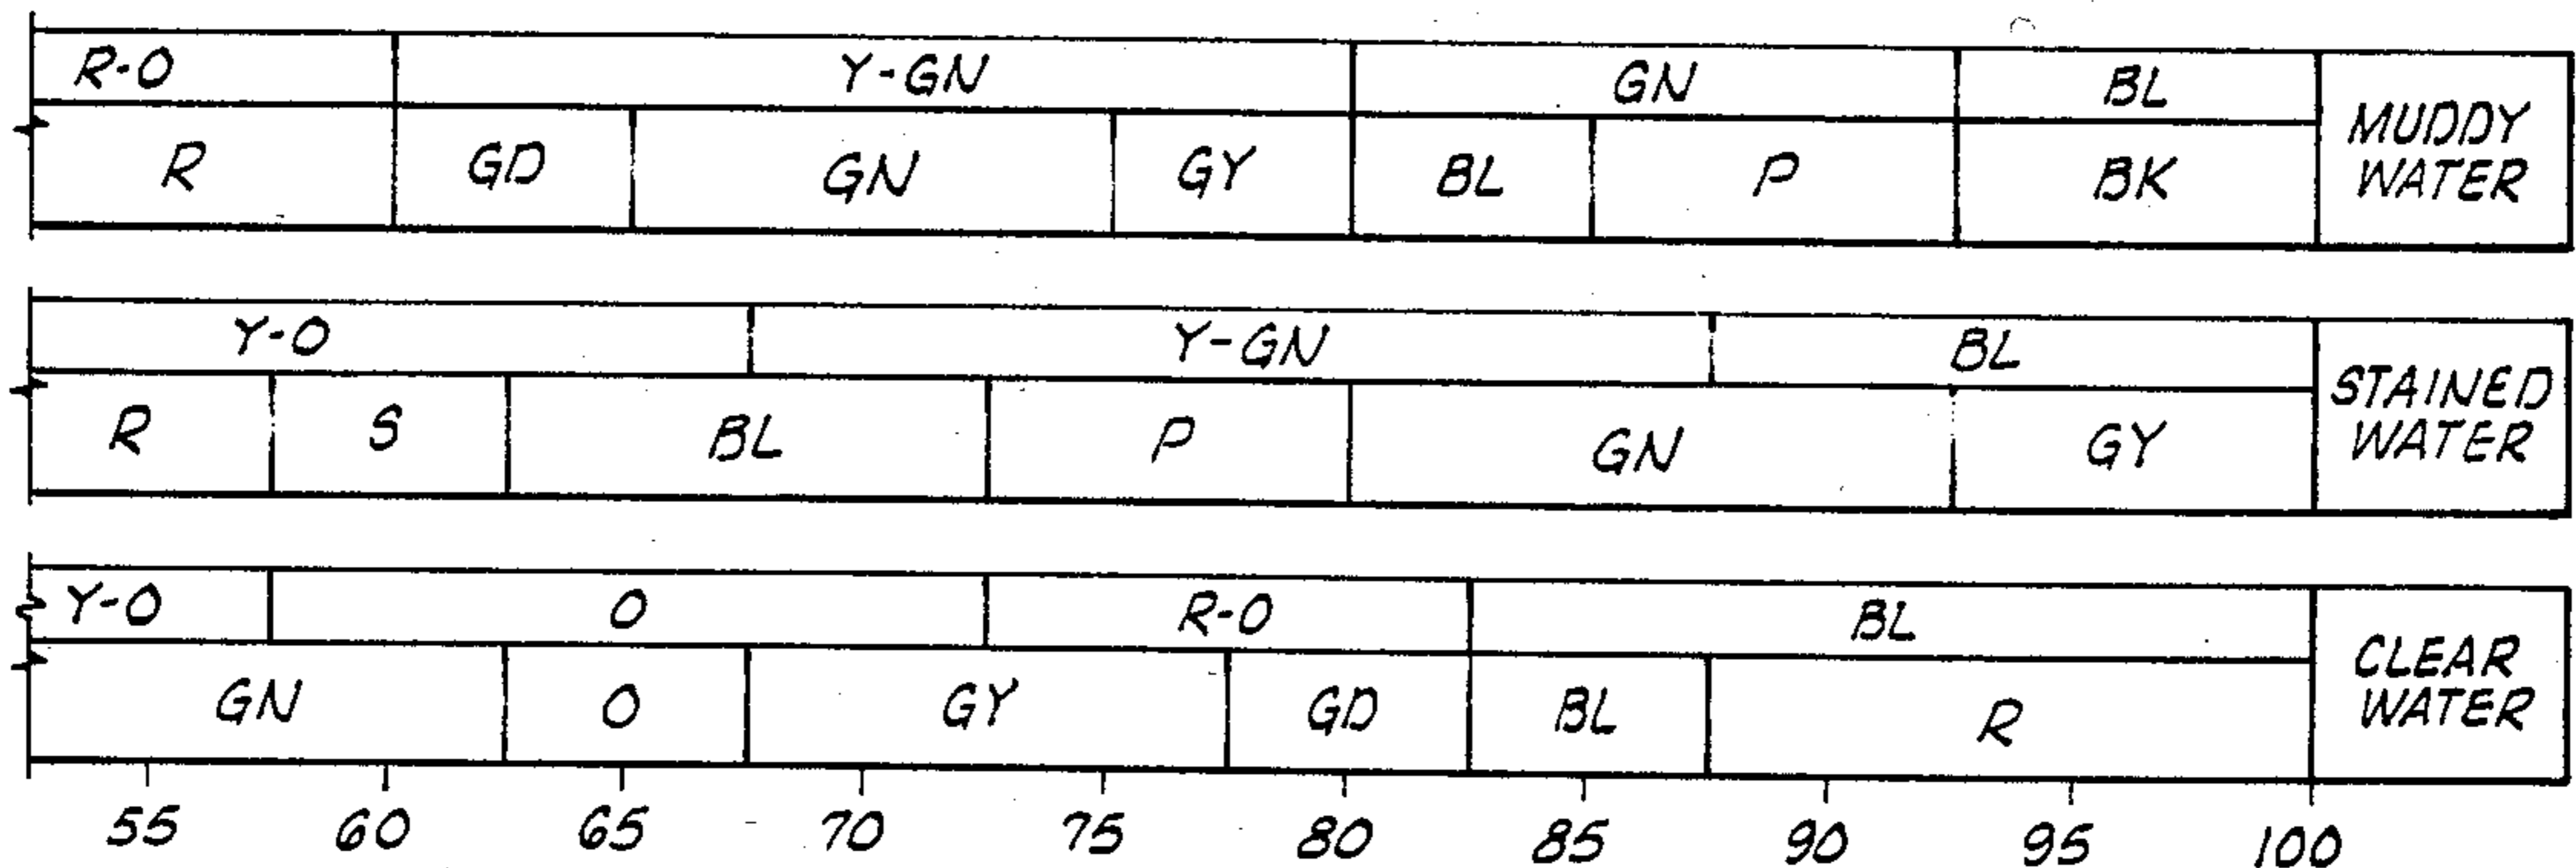 R-O Y-GN GN BL
R GD GN GY BL P BK
MUDDY
WATER
Y-O Y-GN BL
R S BL P GN GY
STAINED
WATER
Y-O O R-O BL
GN O GY GD BL R
CLEAR
WATER
55 60 65 70 75 80 85 90 95 100